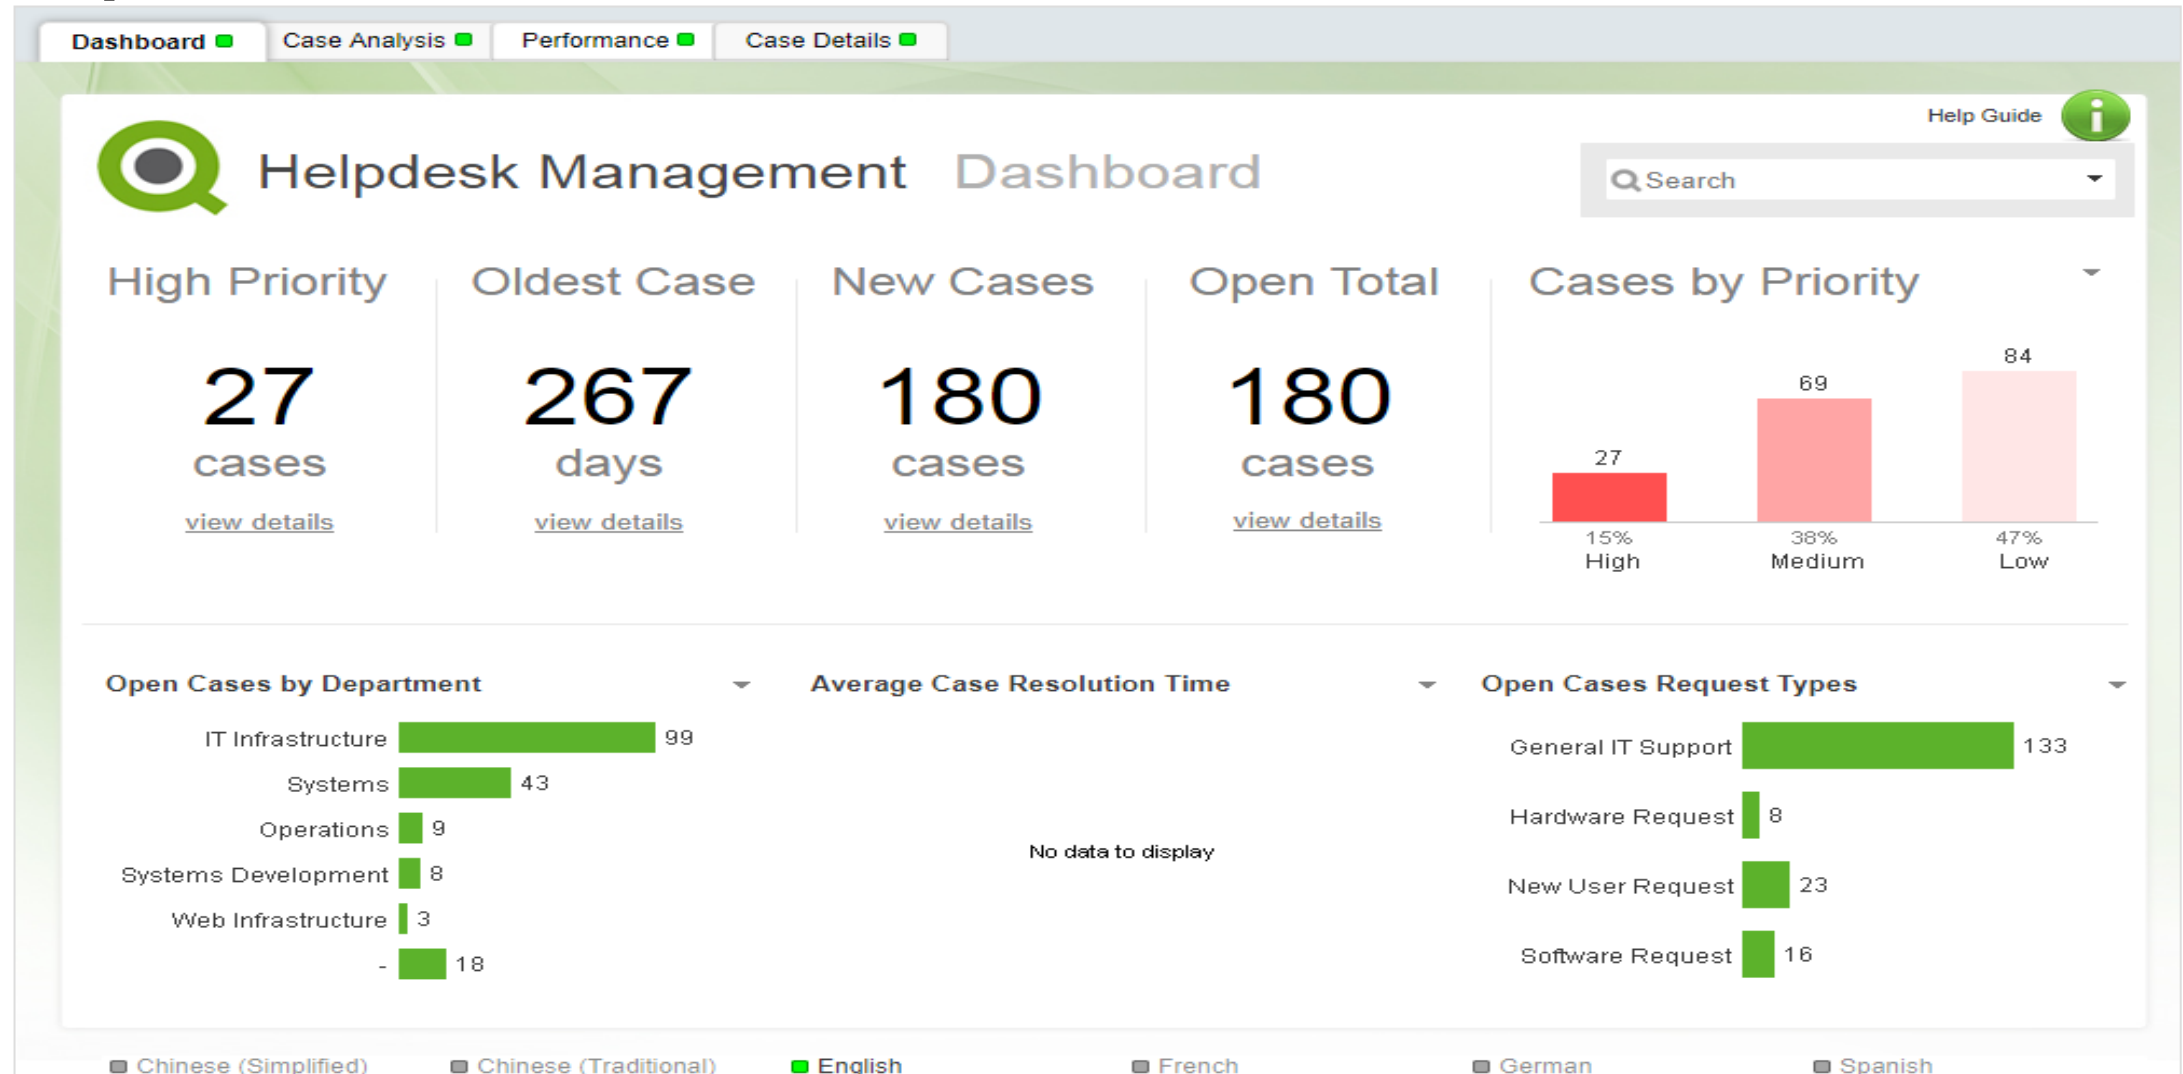 Dashboard
Case Analysis
Performance
Case Details
Help Guide
Helpdesk Management Dashboard
Search
High Priority
27
cases
view details
Oldest Case
267
days
view details
New Cases
180
cases
view details
Open Total
180
cases
view details
Cases by Priority
27
69
84
15%
38%
47%
High
Medium
Low
Open Cases by Department
IT Infrastructure 99
Systems 43
Operations 9
Systems Development 8
Web Infrastructure 3
- 18
Average Case Resolution Time
No data to display
Open Cases Request Types
General IT Support 133
Hardware Request 8
New User Request 23
Software Request 16
Chinese (Simplified)
Chinese (Traditional)
English
French
German
Spanish